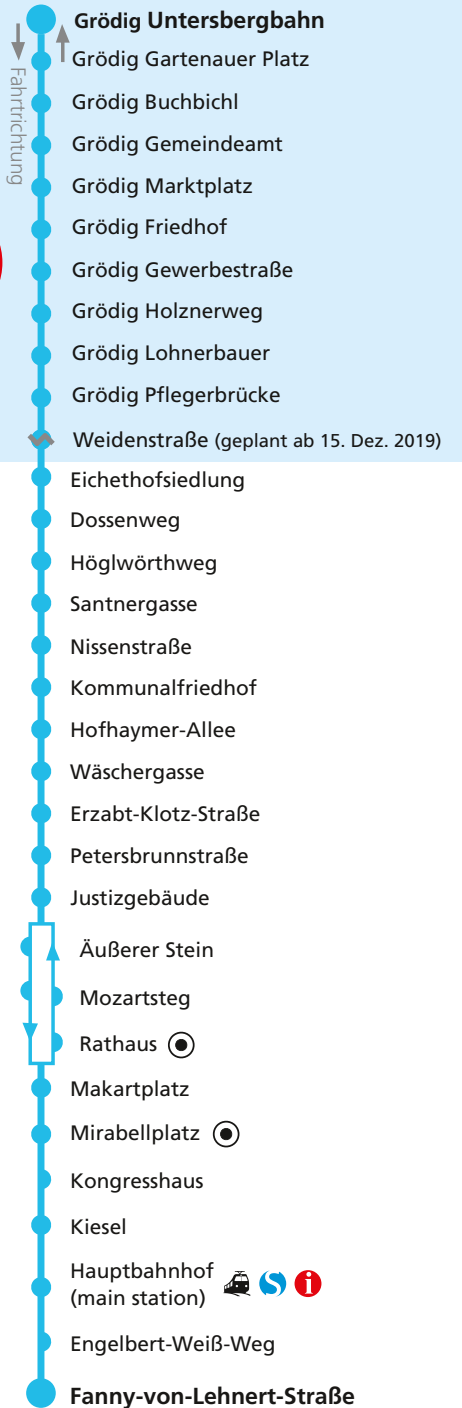 Grödig Untersbergbahn
Fahrtrichtung
Grödig Gartenauer Platz
Grödig Buchbichl
Grödig Gemeindeamt
Grödig Marktplatz
Grödig Friedhof
Grödig Gewerbestraße
Grödig Holznerweg
Grödig Lohnerbauer
Grödig Pflegerbrücke
Weidenstraße (geplant ab 15. Dez. 2019)
Eichethofsiedlung
Dossenweg
Höglwörthweg
Santnergasse
Nissenstraße
Kommunalfriedhof
Hofhaymer-Allee
Wäschergasse
Erzabt-Klotz-Straße
Petersbrunnstraße
Justizgebäude
Äußerer Stein
Mozartsteg
Rathaus
Makartplatz
Mirabellplatz
Kongresshaus
Kiesel
Hauptbahnhof S i
(main station)
Engelbert-Weiß-Weg
Fanny-von-Lehnert-Straße